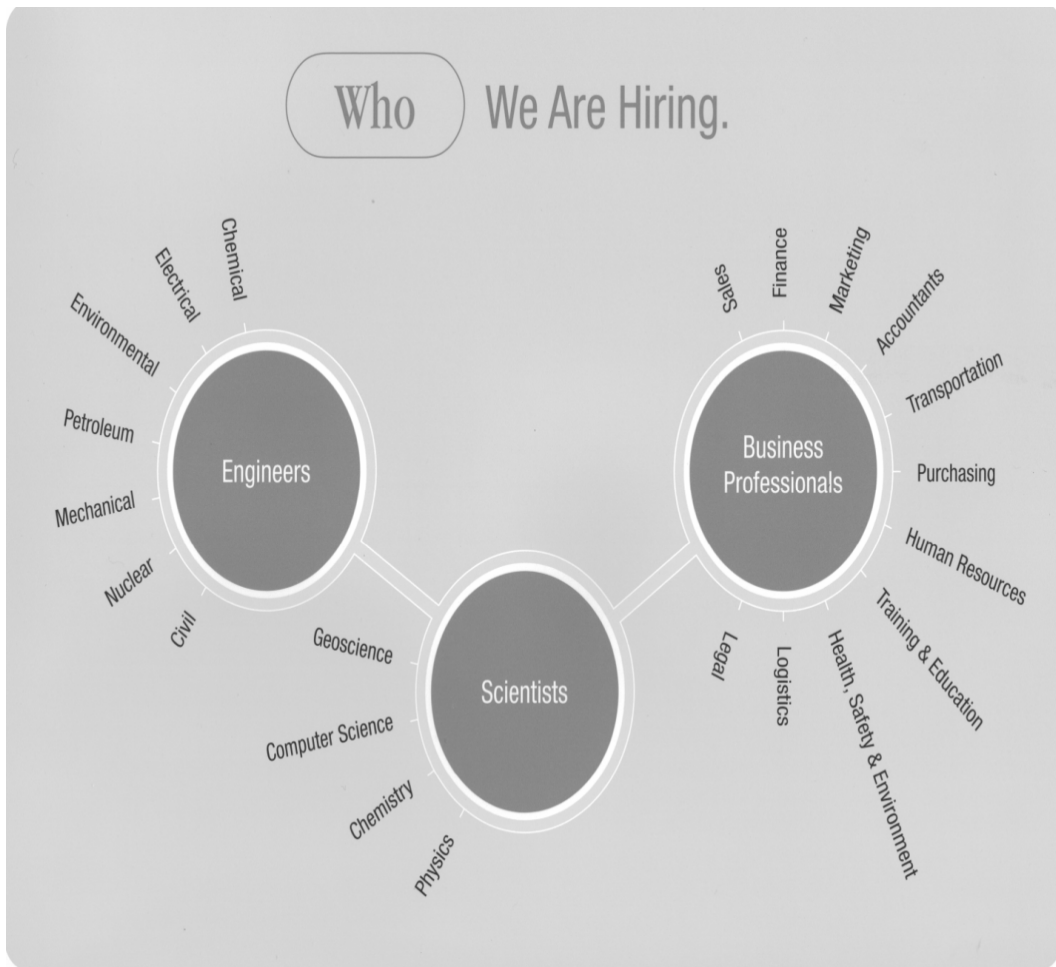 Who We Are Hiring.
Chemical
Electrical
Environmental
Petroleum
Mechanical
Nuclear
Civil
Engineers
Geoscience
Computer Science
Chemistry
Physics
Scientists
Sales
Finance
Marketing
Accountants
Transportation
Purchasing
Human Resources
Training & Education
Health, Safety & Environment
Logistics
Legal
Business
Professionals